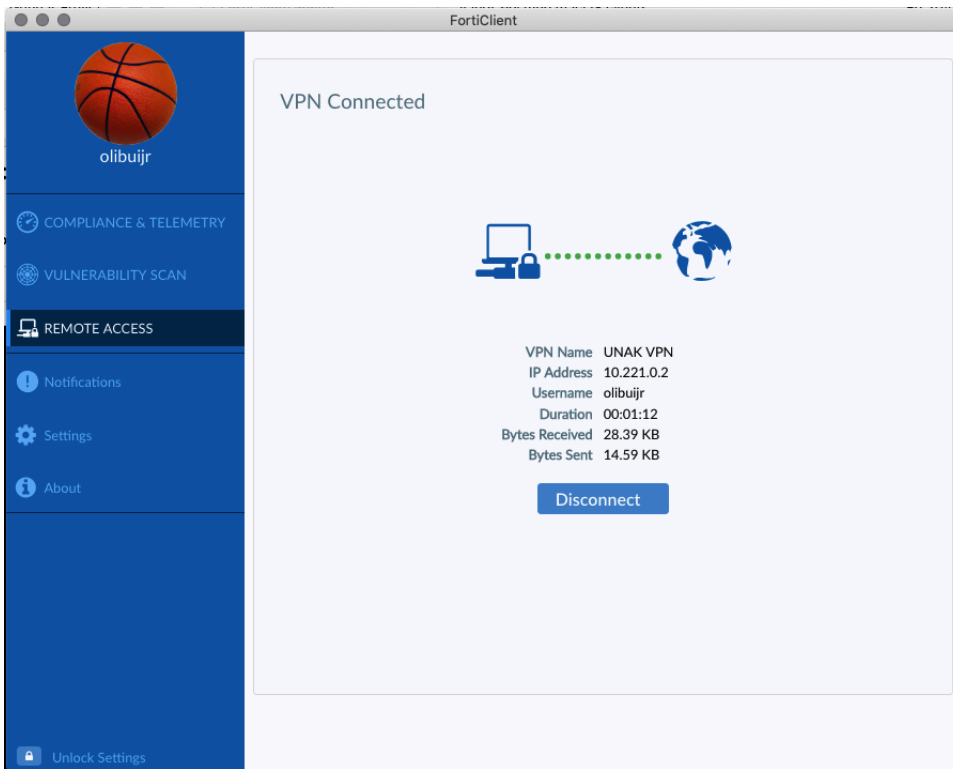 FortiClient
olibuijr
COMPLIANCE & TELEMETRY
VULNERABILITY SCAN
REMOTE ACCESS
Notifications
Settings
About
Unlock Settings
VPN Connected
VPN Name UNAK VPN
IP Address 10.221.0.2
Username olibuijr
Duration 00:01:12
Bytes Received 28.39 KB
Bytes Sent 14.59 KB
Disconnect